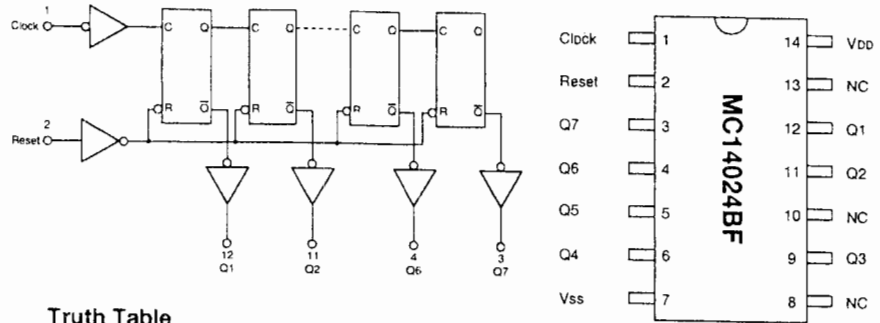 1
Clock
C Q C Q C Q C Q
R Q R Q R Q R Q
2
Reset
12 11 4 3
Q1 Q2 Q6 Q7
Clock 1 14 VDD
Reset 2 13 NC
Q7 3 12 Q1
Q6 4 11 Q2
Q5 5 10 NC
Q4 6 9 Q3
Vss 7 8 NC
MC14024BF
Truth Table